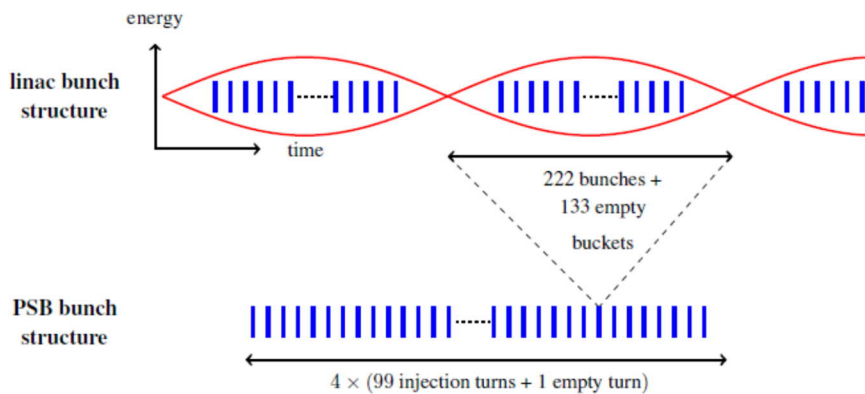 energy
linac bunch
structure
time
222 bunches +
133 empty
buckets
PSB bunch
structure
4 × (99 injection turns + 1 empty turn)